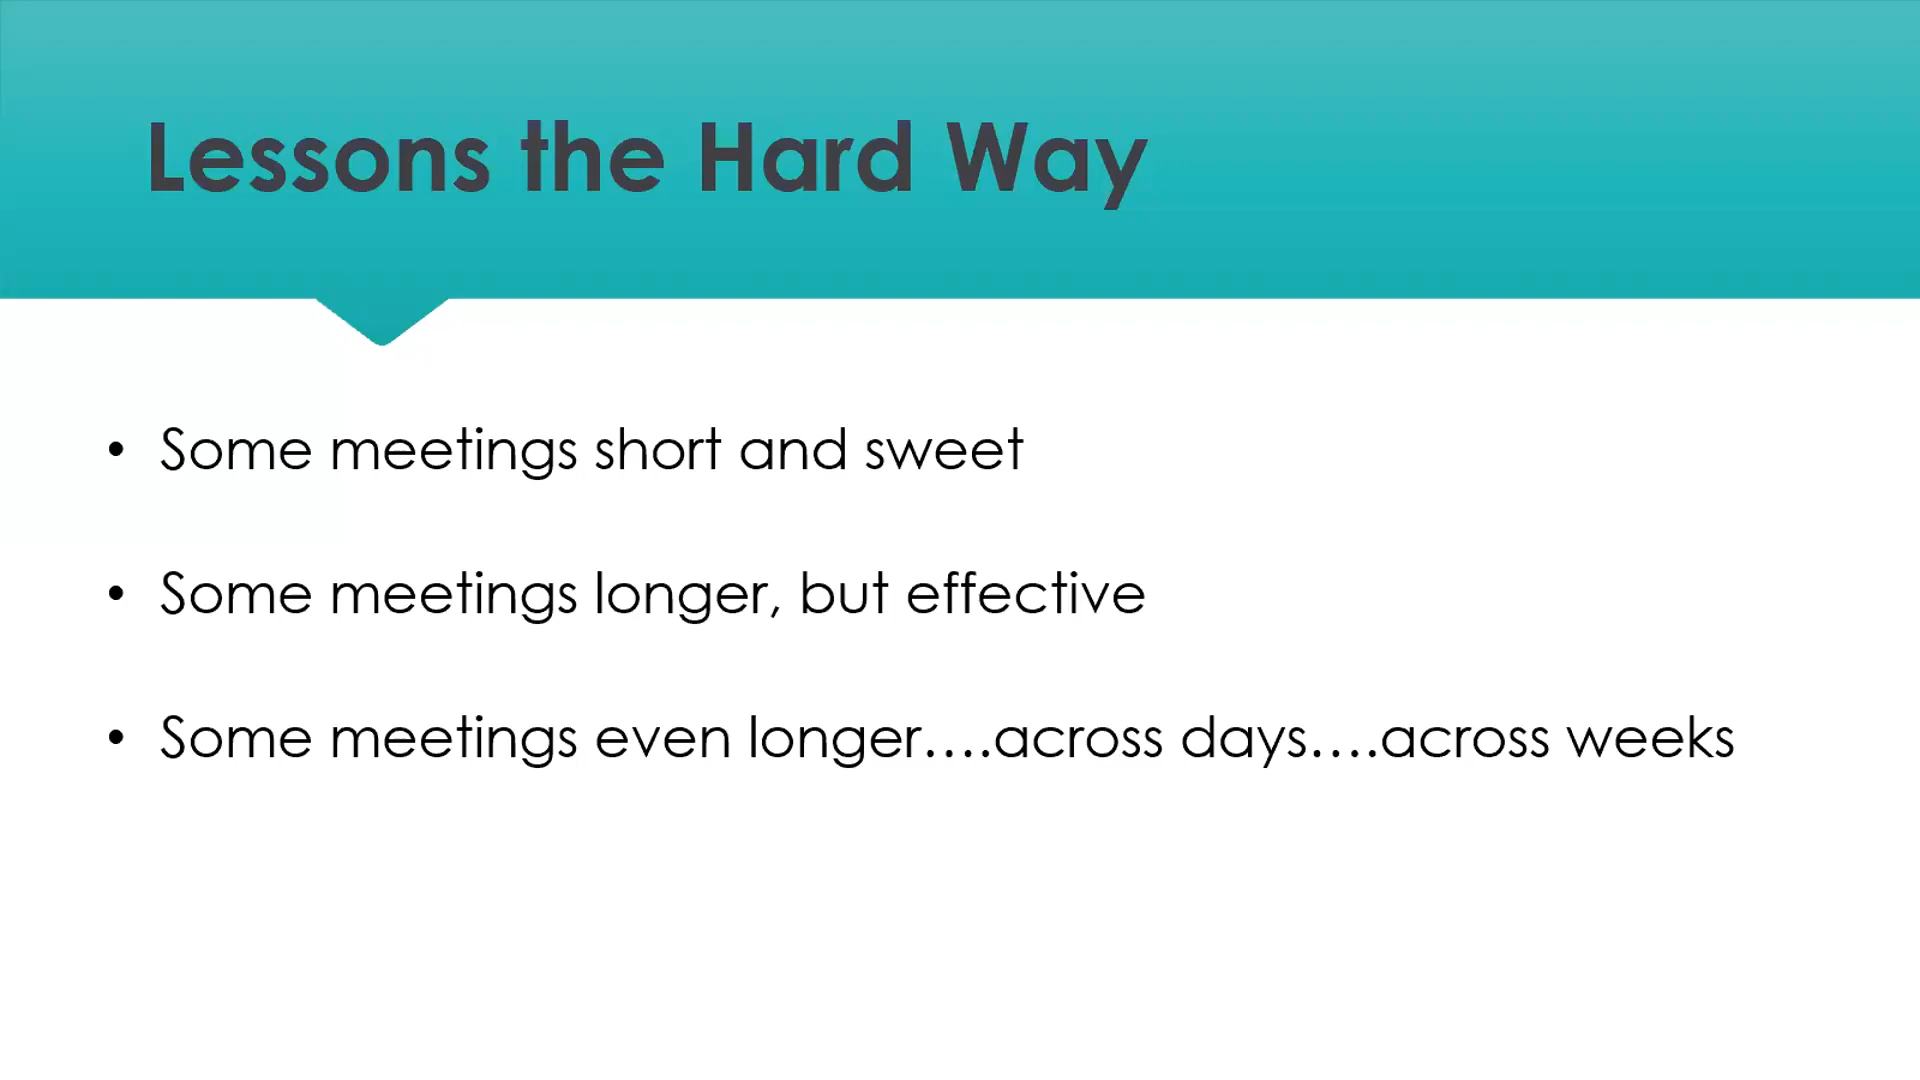 Lessons the Hard Way
• Some meetings short and sweet
• Some meetings longer, but effective
• Some meetings even longer….across days….across weeks